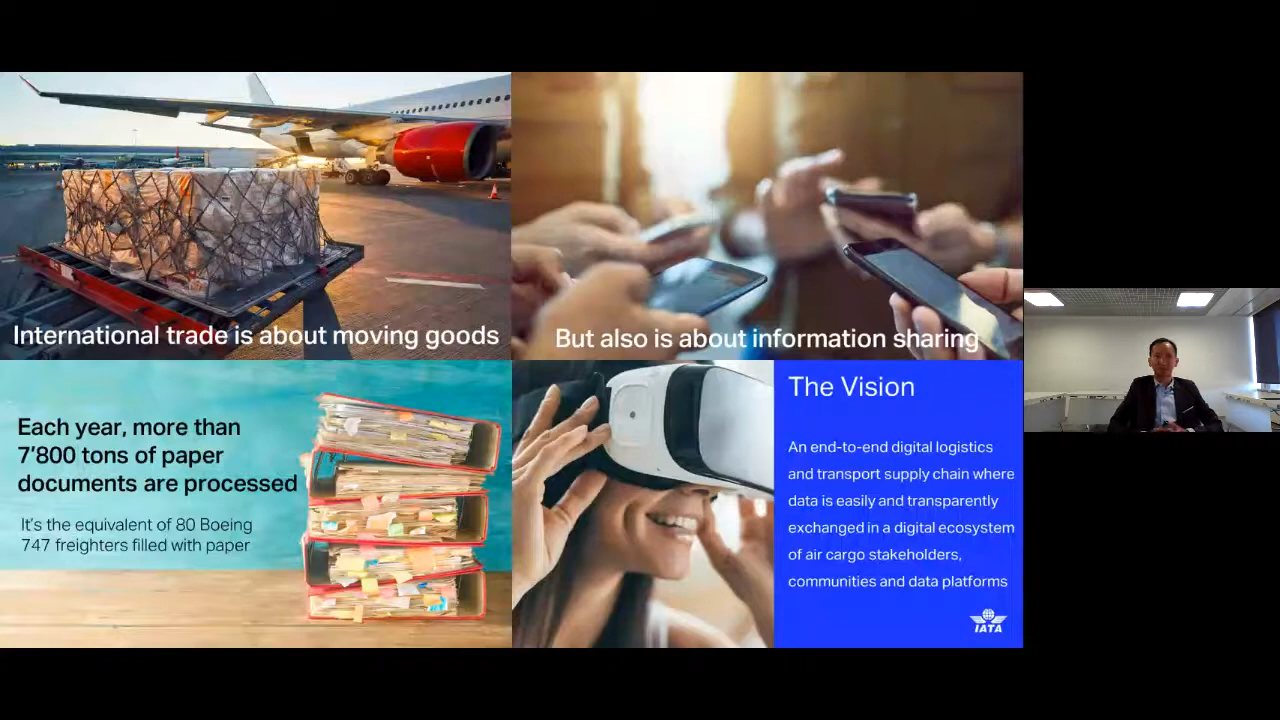 International trade is about moving goods
But also is about information sharing
Each year, more than
7'800 tons of paper
documents are processed
It's the equivalent of 80 Boeing
747 freighters filled with paper
The Vision
An end-to-end digital logistics
and transport supply chain where
data is easily and transparently
exchanged in a digital ecosystem
of air cargo stakeholders,
communities and data platforms
IATA